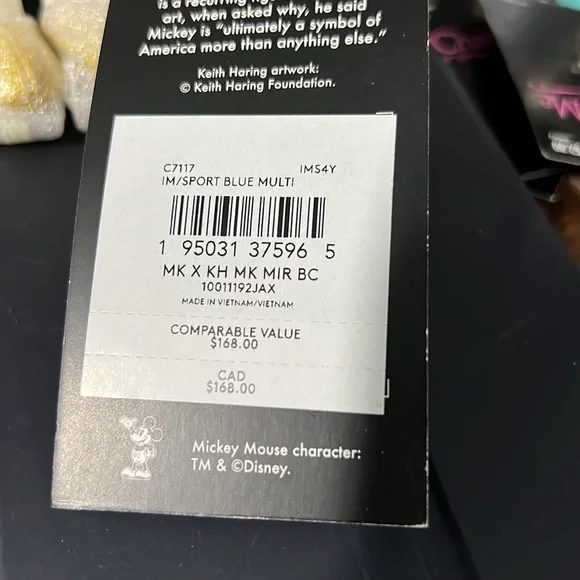 is a recurring
art, when asked why, he said
Mickey is "ultimately a symbol of
America more than anything else."
Keith Haring artwork:
© Keith Haring Foundation.
C7117 IMS4Y
IM/SPORT BLUE MULTI
1 95031 37596 5
MK X KH MK MIR BC
10011192JAX
MADE IN VIETNAM/VIETNAM
COMPARABLE VALUE
$168.00
CAD
$168.00
Mickey Mouse character:
TM & ©Disney.